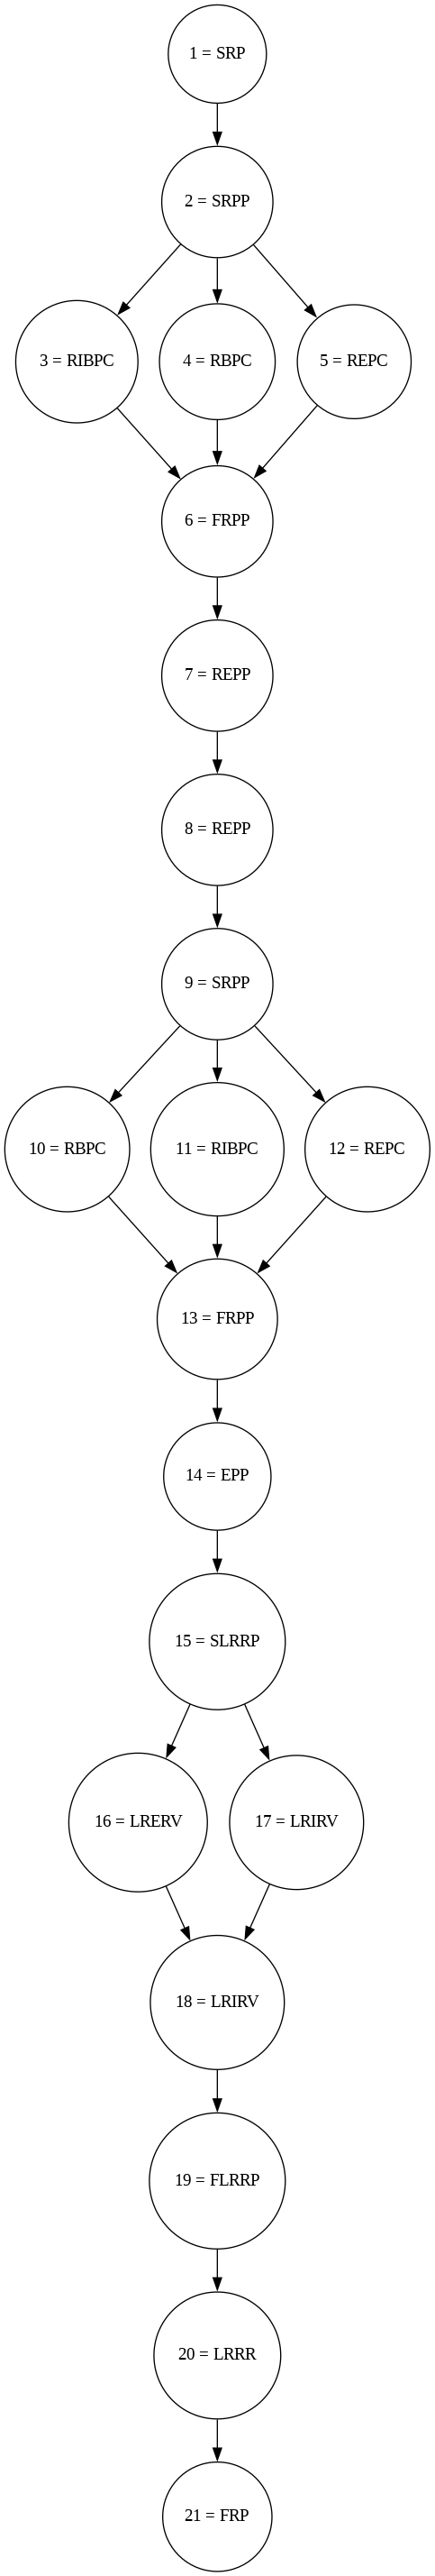 1 = SRP
2 = SRPP
3 = RIBPC
4 = RBPC
5 = REPC
6 = FRPP
7 = REPP
8 = REPP
9 = SRPP
10 = RBPC
11 = RIBPC
12 = REPC
13 = FRPP
14 = EPP
15 = SLRRP
16 = LRERV
17 = LRIRV
18 = LRIRV
19 = FLRRP
20 = LRRR
21 = FRP